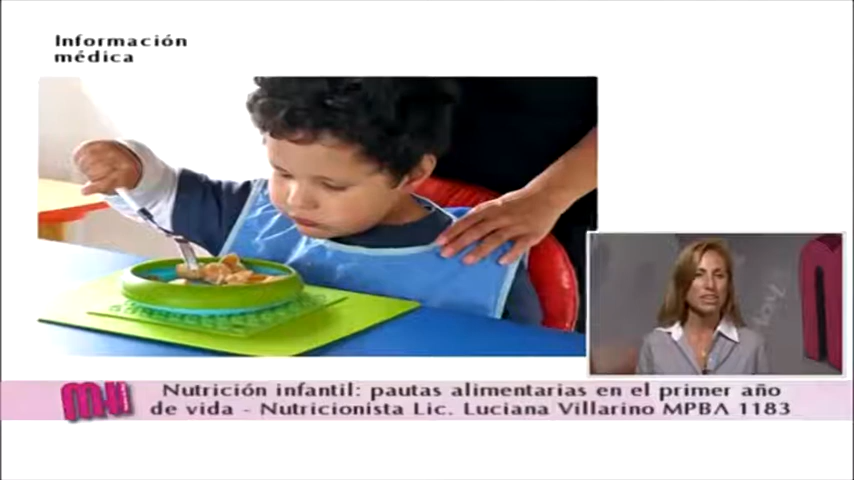 Información
médica
Nutrición infantil: pautas alimentarias en el primer año
de vida - Nutricionista Lic. Luciana Villarino MPBA 1183